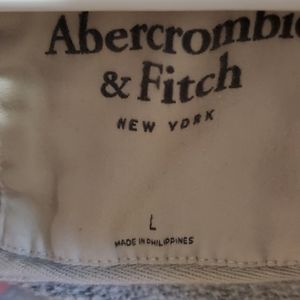 Abercrombie
& Fitch
NEW YORK
L
MADE IN PHILIPPINES